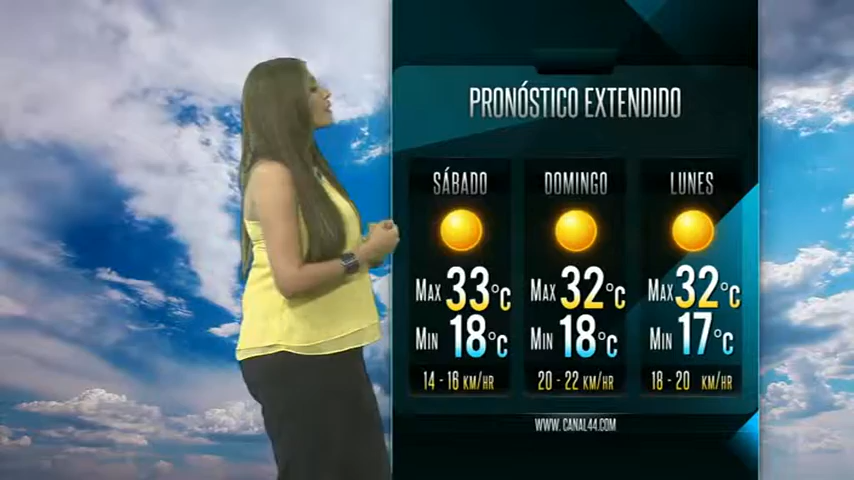 PRONÓSTICO EXTENDIDO
SÁBADO
MAX 33°C
MIN 18°C
14 - 16 KM/HR
DOMINGO
MAX 32°C
MIN 18°C
20 - 22 KM/HR
LUNES
MAX 32°C
MIN 17°C
18 - 20 KM/HR
WWW.CANAL44.COM